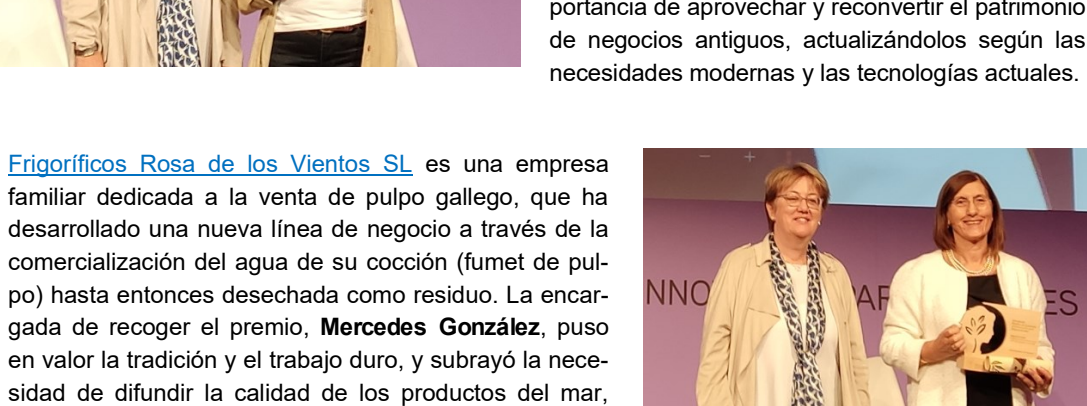 portancia de aprovechar y reconvertir el patrimonio
de negocios antiguos, actualizándolos según las
necesidades modernas y las tecnologías actuales.
Frigoríficos Rosa de los Vientos SL es una empresa
familiar dedicada a la venta de pulpo gallego, que ha
desarrollado una nueva línea de negocio a través de la
comercialización del agua de su cocción (fumet de pul-
po) hasta entonces desechada como residuo. La encar-
gada de recoger el premio, Mercedes González, puso
en valor la tradición y el trabajo duro, y subrayó la nece-
sidad de difundir la calidad de los productos del mar,
NNO PAR ES